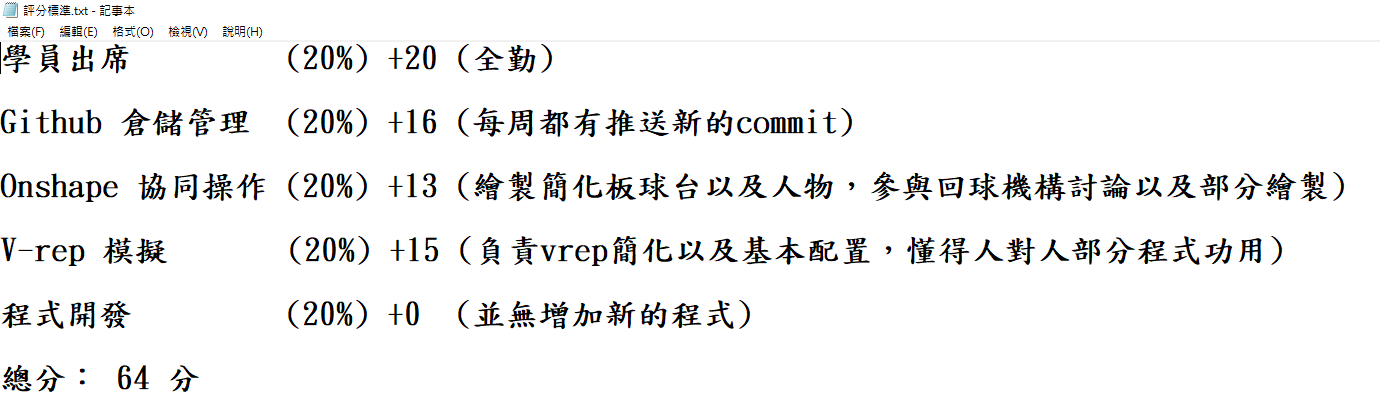 評分標準.txt - 記事本
檔案(F) 編輯(E) 格式(O) 檢視(V) 說明(H)
學員出席 (20%) +20 (全勤)
Github 倉儲管理 (20%) +16 (每周都有推送新的commit)
Onshape 協同操作 (20%) +13 (繪製簡化板球台以及人物，參與回球機構討論以及部分繪製)
V-rep 模擬 (20%) +15 (負責vrep簡化以及基本配置，懂得人對人部分程式功用)
程式開發 (20%) +0 (並無增加新的程式)
總分： 64 分